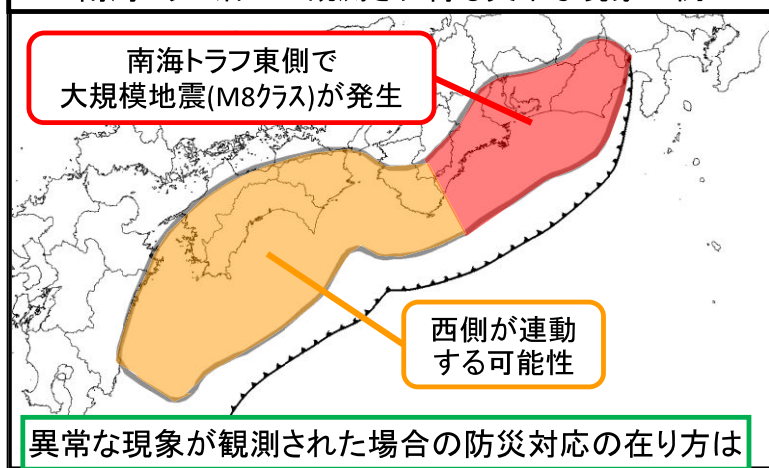 南海トラフ東側で
大規模地震(M8クラス)が発生
西側が連動
する可能性
異常な現象が観測された場合の防災対応の在り方は